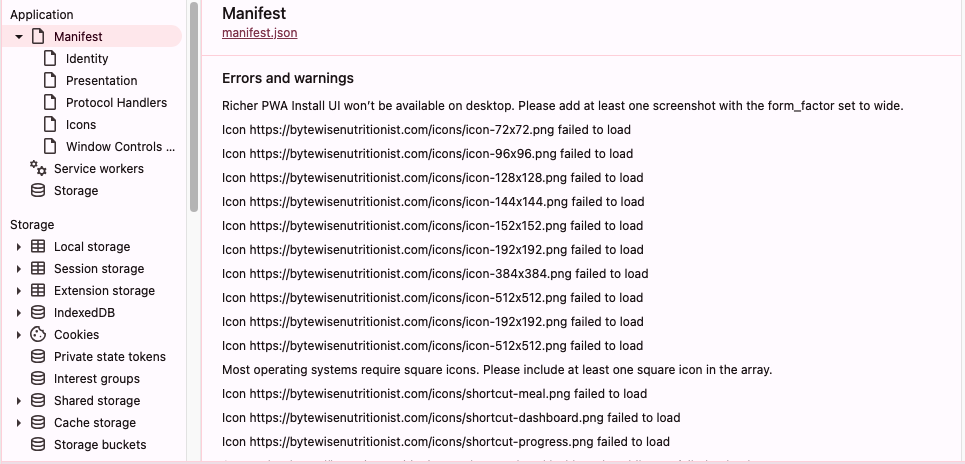 Application
Manifest
Identity
Presentation
Protocol Handlers
Icons
Window Controls ...
Service workers
Storage
Storage
Local storage
Session storage
Extension storage
IndexedDB
Cookies
Private state tokens
Interest groups
Shared storage
Cache storage
Storage buckets
Manifest
manifest.json
Errors and warnings
Richer PWA Install UI won't be available on desktop. Please add at least one screenshot with the form_factor set to wide.
Icon https://bytewisenutritionist.com/icons/icon-72x72.png failed to load
Icon https://bytewisenutritionist.com/icons/icon-96x96.png failed to load
Icon https://bytewisenutritionist.com/icons/icon-128x128.png failed to load
Icon https://bytewisenutritionist.com/icons/icon-144x144.png failed to load
Icon https://bytewisenutritionist.com/icons/icon-152x152.png failed to load
Icon https://bytewisenutritionist.com/icons/icon-192x192.png failed to load
Icon https://bytewisenutritionist.com/icons/icon-384x384.png failed to load
Icon https://bytewisenutritionist.com/icons/icon-512x512.png failed to load
Icon https://bytewisenutritionist.com/icons/icon-192x192.png failed to load
Icon https://bytewisenutritionist.com/icons/icon-512x512.png failed to load
Most operating systems require square icons. Please include at least one square icon in the array.
Icon https://bytewisenutritionist.com/icons/shortcut-meal.png failed to load
Icon https://bytewisenutritionist.com/icons/shortcut-dashboard.png failed to load
Icon https://bytewisenutritionist.com/icons/shortcut-progress.png failed to load